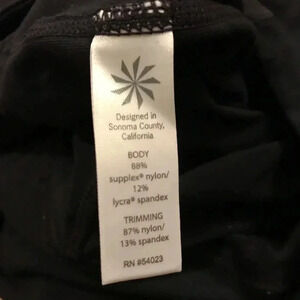 Designed in
Sonoma County,
California
BODY
88%
supplex® nylon/
12%
lycra® spandex
TRIMMING
87% nylon/
13% spandex
RN #54023